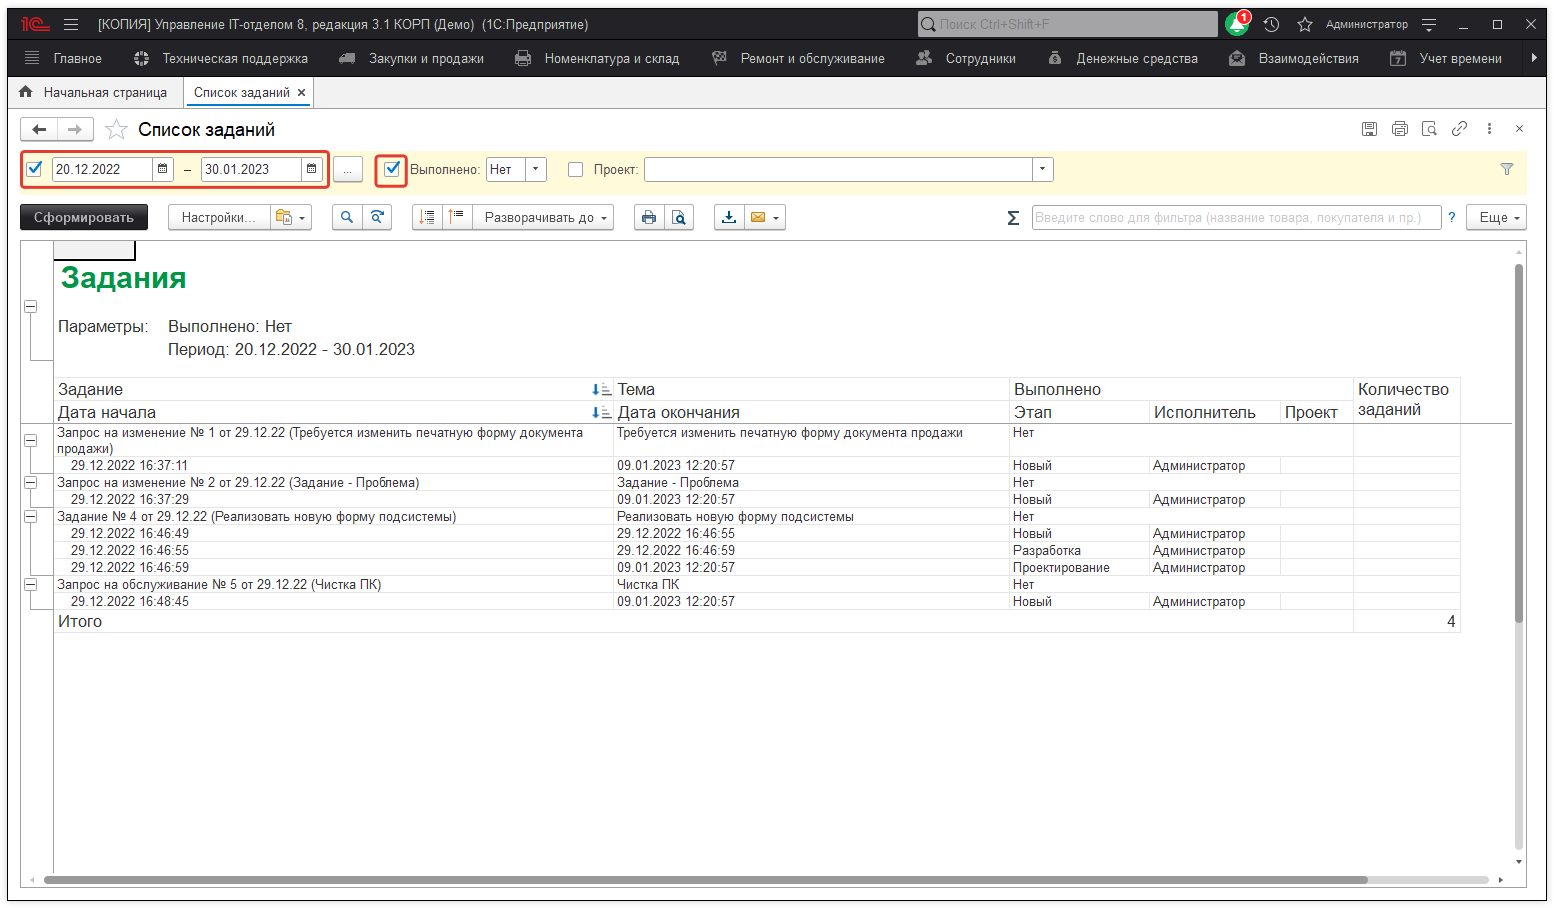 1С [КОПИЯ] Управление IT-отделом 8, редакция 3.1 КОРП (Демо) (1С:Предприятие) Поиск Ctrl+Shift+F 1 Администратор
Главное Техническая поддержка Закупки и продажи Номенклатура и склад Ремонт и обслуживание Сотрудники Денежные средства Взаимодействия 7 Учет времени
Начальная страница Список заданий ×
Список заданий
20.12.2022 – 30.01.2023 ... Выполнено: Нет Проект:
Сформировать Настройки... Разворачивать до Σ Введите слово для фильтра (название товара, покупателя и пр.) ? Еще
Задания
Параметры: Выполнено: Нет
Период: 20.12.2022 - 30.01.2023
Задание Тема Выполнено Количество заданий
Дата начала Дата окончания Этап Исполнитель Проект
Запрос на изменение № 1 от 29.12.22 (Требуется изменить печатную форму документа продажи) Требуется изменить печатную форму документа продажи Нет
29.12.2022 16:37:11 09.01.2023 12:20:57 Новый Администратор
Запрос на изменение № 2 от 29.12.22 (Задание - Проблема) Задание - Проблема Нет
29.12.2022 16:37:29 09.01.2023 12:20:57 Новый Администратор
Задание № 4 от 29.12.22 (Реализовать новую форму подсистемы) Реализовать новую форму подсистемы Нет
29.12.2022 16:46:49 29.12.2022 16:46:55 Новый Администратор
29.12.2022 16:46:55 29.12.2022 16:46:59 Разработка Администратор
29.12.2022 16:46:59 09.01.2023 12:20:57 Проектирование Администратор
Запрос на обслуживание № 5 от 29.12.22 (Чистка ПК) Чистка ПК Нет
29.12.2022 16:48:45 09.01.2023 12:20:57 Новый Администратор
Итого 4